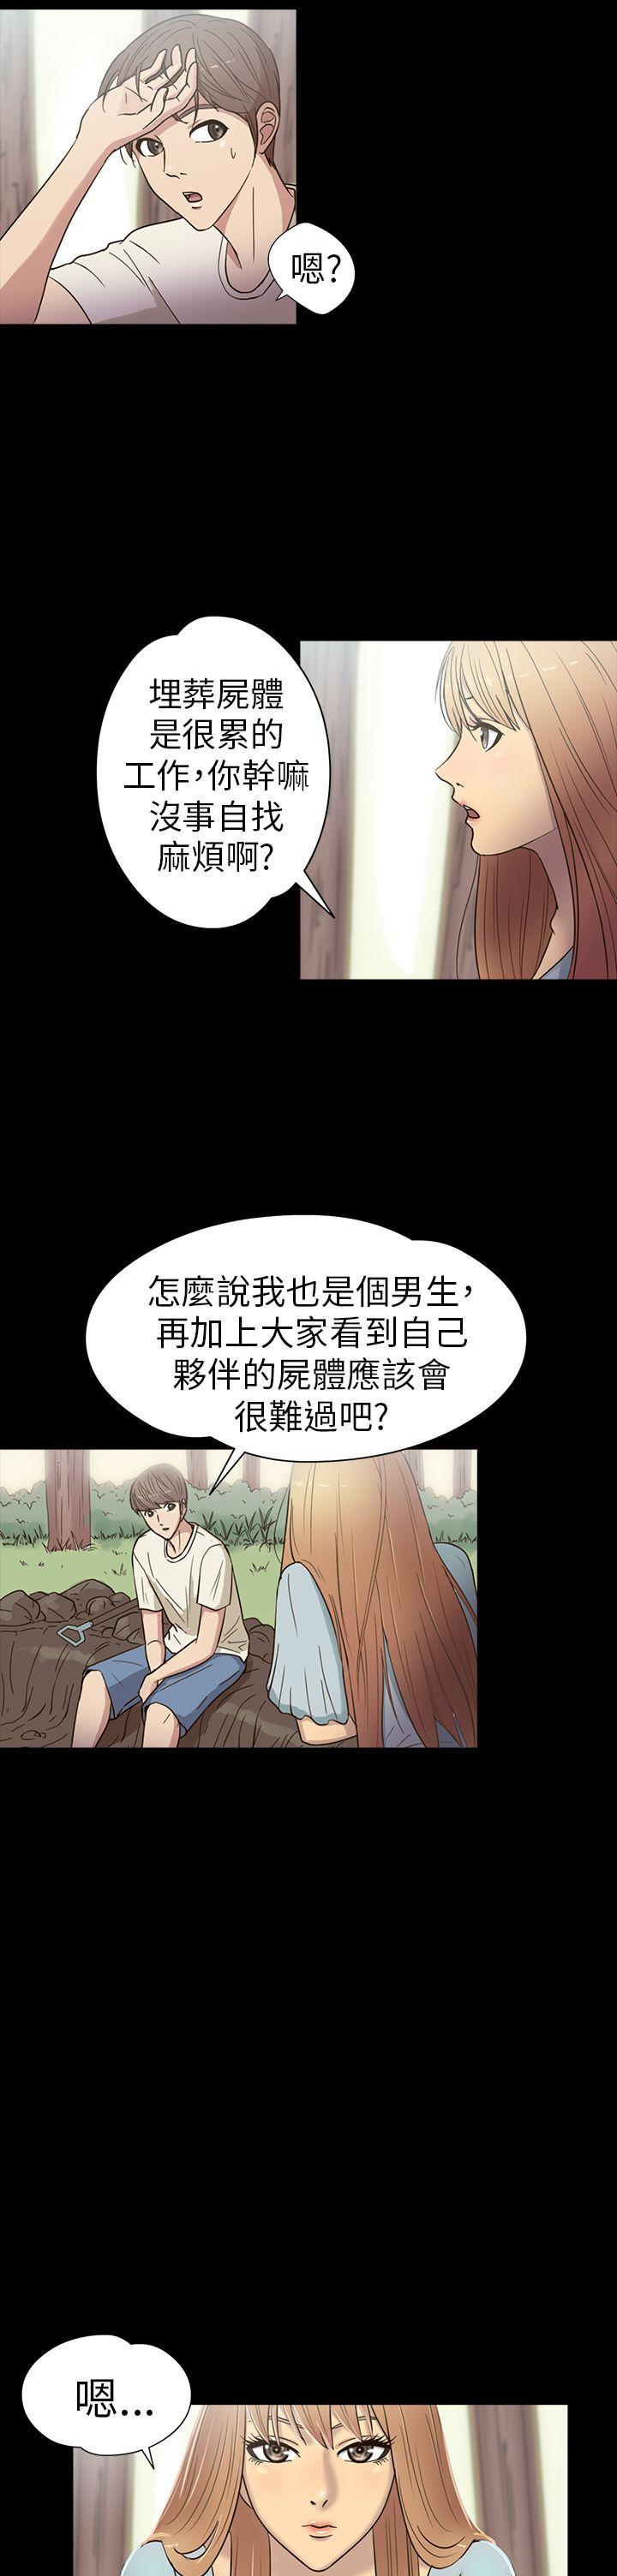 嗯?
埋葬屍體
是很累的
工作,你幹嘛
沒事自找
麻煩啊?
怎麼說我也是個男生,
再加上大家看到自己
夥伴的屍體應該會
很難過吧?
嗯...